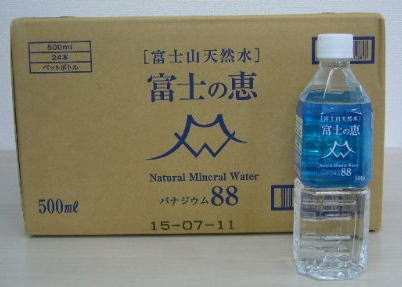 500ml
24本
ペットボトル
[富士山天然水]
富士の恵
Natural Mineral Water
バナジウム88
500mℓ
15-07-11
[富士山天然水]
富士の恵
Natural Mineral Water
バナジウム88